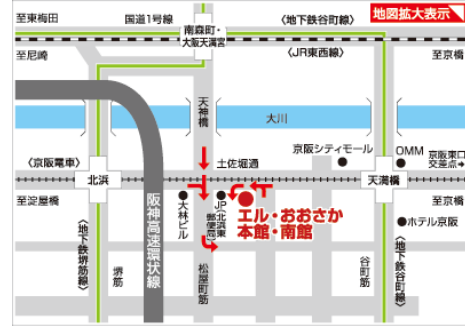 至東梅田
国道1号線
南森町・
大阪天満宮
〈地下鉄谷町線〉
地図拡大表示
至尼崎
〈JR東西線〉
至京橋
天神橋
大川
京阪シティモール
OMM
京阪東口
交差点
〈京阪電車〉
土佐堀通
北浜
天満橋
至淀屋橋
大林ビル
JP
北浜東
郵便局
至京橋
エル・おおさか
本館・南館
ホテル京阪
阪神高速環状線
〈地下鉄堺筋線〉
堺筋
松屋町筋
谷町筋
〈地下鉄谷町線〉